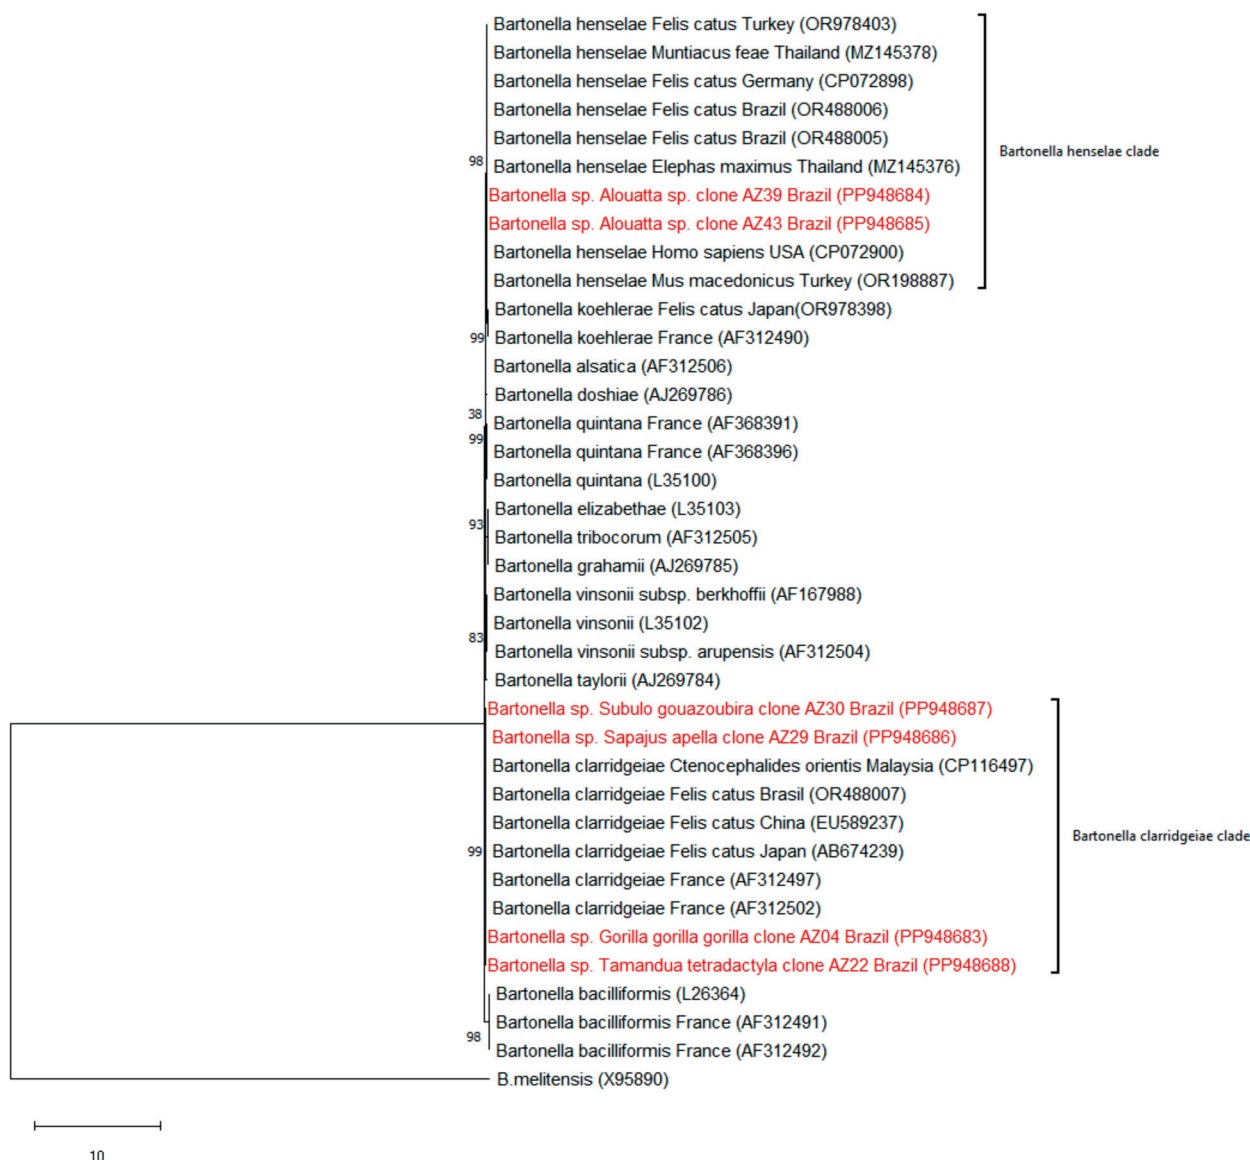 Bartonella henselae Felis catus Turkey (OR978403)
Bartonella henselae Muntiacus feae Thailand (MZ145378)
Bartonella henselae Felis catus Germany (CP072898)
Bartonella henselae Felis catus Brazil (OR488006)
Bartonella henselae Felis catus Brazil (OR488005)
Bartonella henselae clade
98
Bartonella henselae Elephas maximus Thailand (MZ145376)
Bartonella sp. Alouatta sp. clone AZ39 Brazil (PP948684)
Bartonella sp. Alouatta sp. clone AZ43 Brazil (PP948685)
Bartonella henselae Homo sapiens USA (CP072900)
Bartonella henselae Mus macedonicus Turkey (OR198887)
Bartonella koehlerae Felis catus Japan(OR978398)
99
Bartonella koehlerae France (AF312490)
Bartonella alsatica (AF312506)
Bartonella doshiae (AJ269786)
38
Bartonella quintana France (AF368391)
99
Bartonella quintana France (AF368396)
Bartonella quintana (L35100)
Bartonella elizabethae (L35103)
93
Bartonella tribocorum (AF312505)
Bartonella grahamii (AJ269785)
Bartonella vinsonii subsp. berkhoffii (AF167988)
Bartonella vinsonii (L35102)
83
Bartonella vinsonii subsp. arupensis (AF312504)
Bartonella taylorii (AJ269784)
Bartonella sp. Subulo gouazoubira clone AZ30 Brazil (PP948687)
Bartonella sp. Sapajus apella clone AZ29 Brazil (PP948686)
Bartonella clarridgeiae Ctenocephalides orientis Malaysia (CP116497)
Bartonella clarridgeiae Felis catus Brasil (OR488007)
Bartonella clarridgeiae Felis catus China (EU589237)
Bartonella clarridgeiae clade
99
Bartonella clarridgeiae Felis catus Japan (AB674239)
Bartonella clarridgeiae France (AF312497)
Bartonella clarridgeiae France (AF312502)
Bartonella sp. Gorilla gorilla gorilla clone AZ04 Brazil (PP948683)
Bartonella sp. Tamandua tetradactyla clone AZ22 Brazil (PP948688)
Bartonella bacilliformis (L26364)
Bartonella bacilliformis France (AF312491)
98
Bartonella bacilliformis France (AF312492)
B.melitensis (X95890)
10